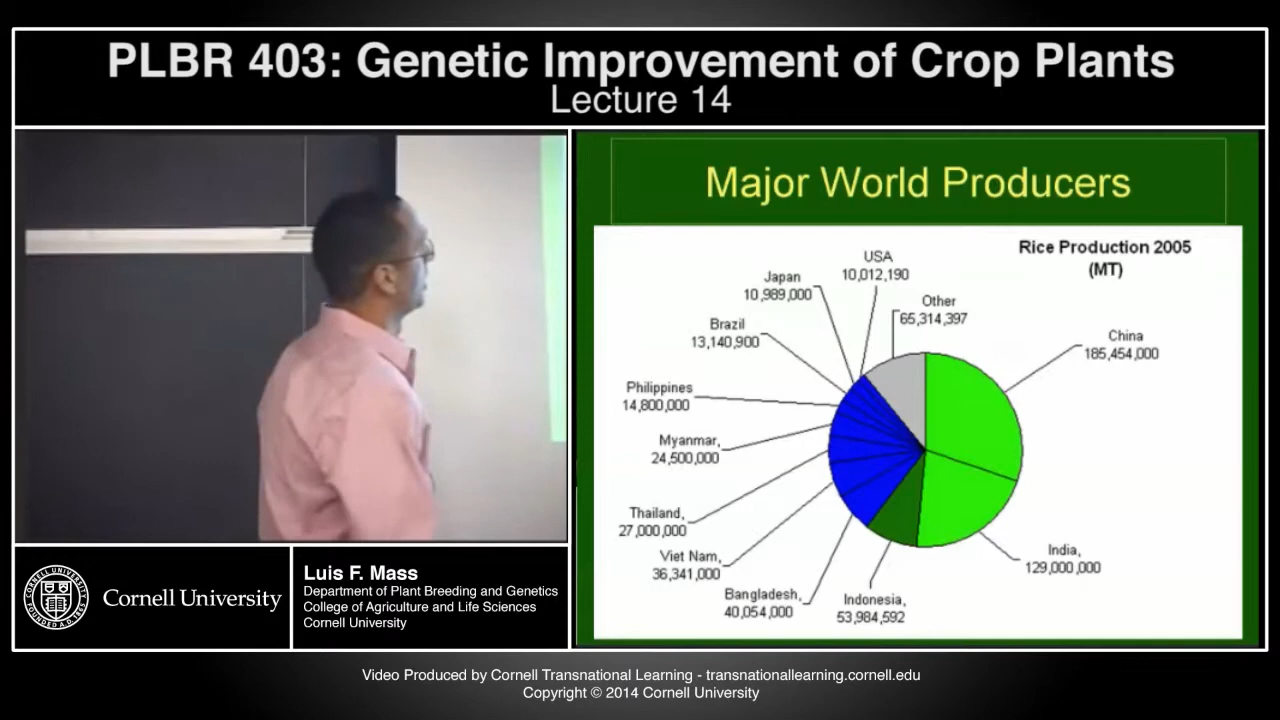 PLBR 403: Genetic Improvement of Crop Plants
Lecture 14
Major World Producers
Rice Production 2005
(MT)
USA
10,012,190
Japan
10,989,000
Other
65,314,397
Brazil
13,140,900
China
185,454,000
Philippines
14,800,000
Myanmar,
24,500,000
Thailand,
27,000,000
Viet Nam,
36,341,000
Bangladesh,
40,054,000
Indonesia,
53,984,592
India,
129,000,000
Cornell University
Luis F. Mass
Department of Plant Breeding and Genetics
College of Agriculture and Life Sciences
Cornell University
Video Produced by Cornell Transnational Learning - transnationallearning.cornell.edu
Copyright © 2014 Cornell University